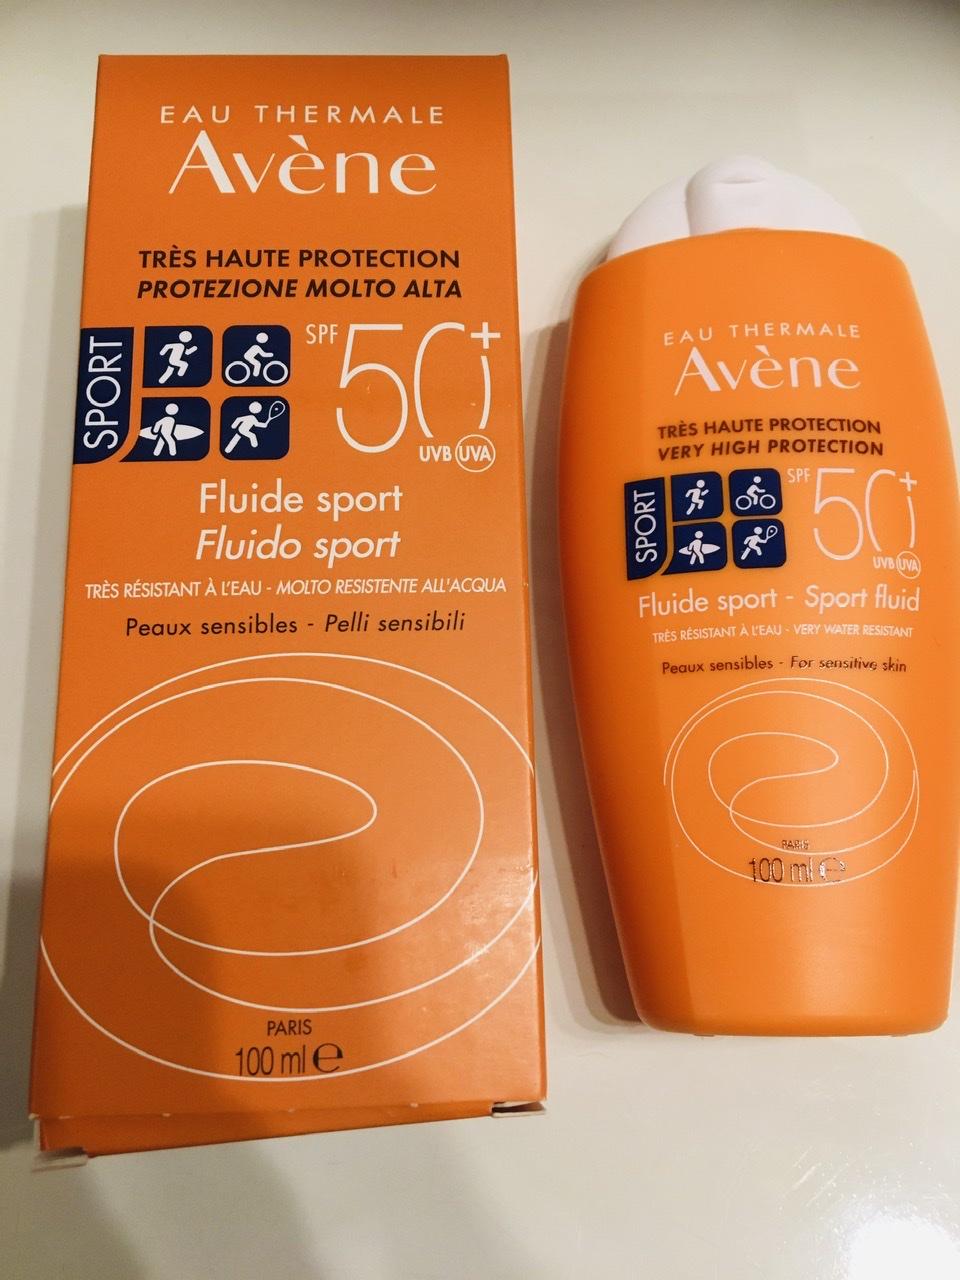 EAU THERMALE
Avène
TRÈS HAUTE PROTECTION
PROTEZIONE MOLTO ALTA
SPORT
SPF 50+
UVB UVA
Fluide sport
Fluido sport
TRÈS RÉSISTANT À L'EAU - MOLTO RESISTENTE ALL'ACQUA
Peaux sensibles - Pelli sensibili
PARIS
100 ml e
EAU THERMALE
Avène
TRÈS HAUTE PROTECTION
VERY HIGH PROTECTION
SPORT
SPF 50+
UVB UVA
Fluide sport - Sport fluid
TRÈS RÉSISTANT À L'EAU - VERY WATER RESISTANT
Peaux sensibles - For sensitive skin
PARIS
100 ml e